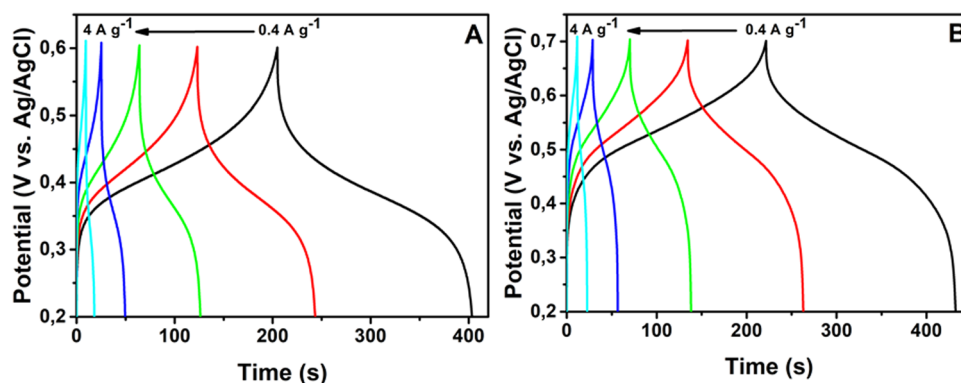 4 A g⁻¹ 0.4 A g⁻¹ A
0,6
0,5
0,4
0,3
0,2
0 100 200 300 400
Time (s)
Potential (V vs. Ag/AgCl)
4 A g⁻¹ 0.4 A g⁻¹ B
0,7
0,6
0,5
0,4
0,3
0,2
0 100 200 300 400
Time (s)
Potential (V vs. Ag/AgCl)